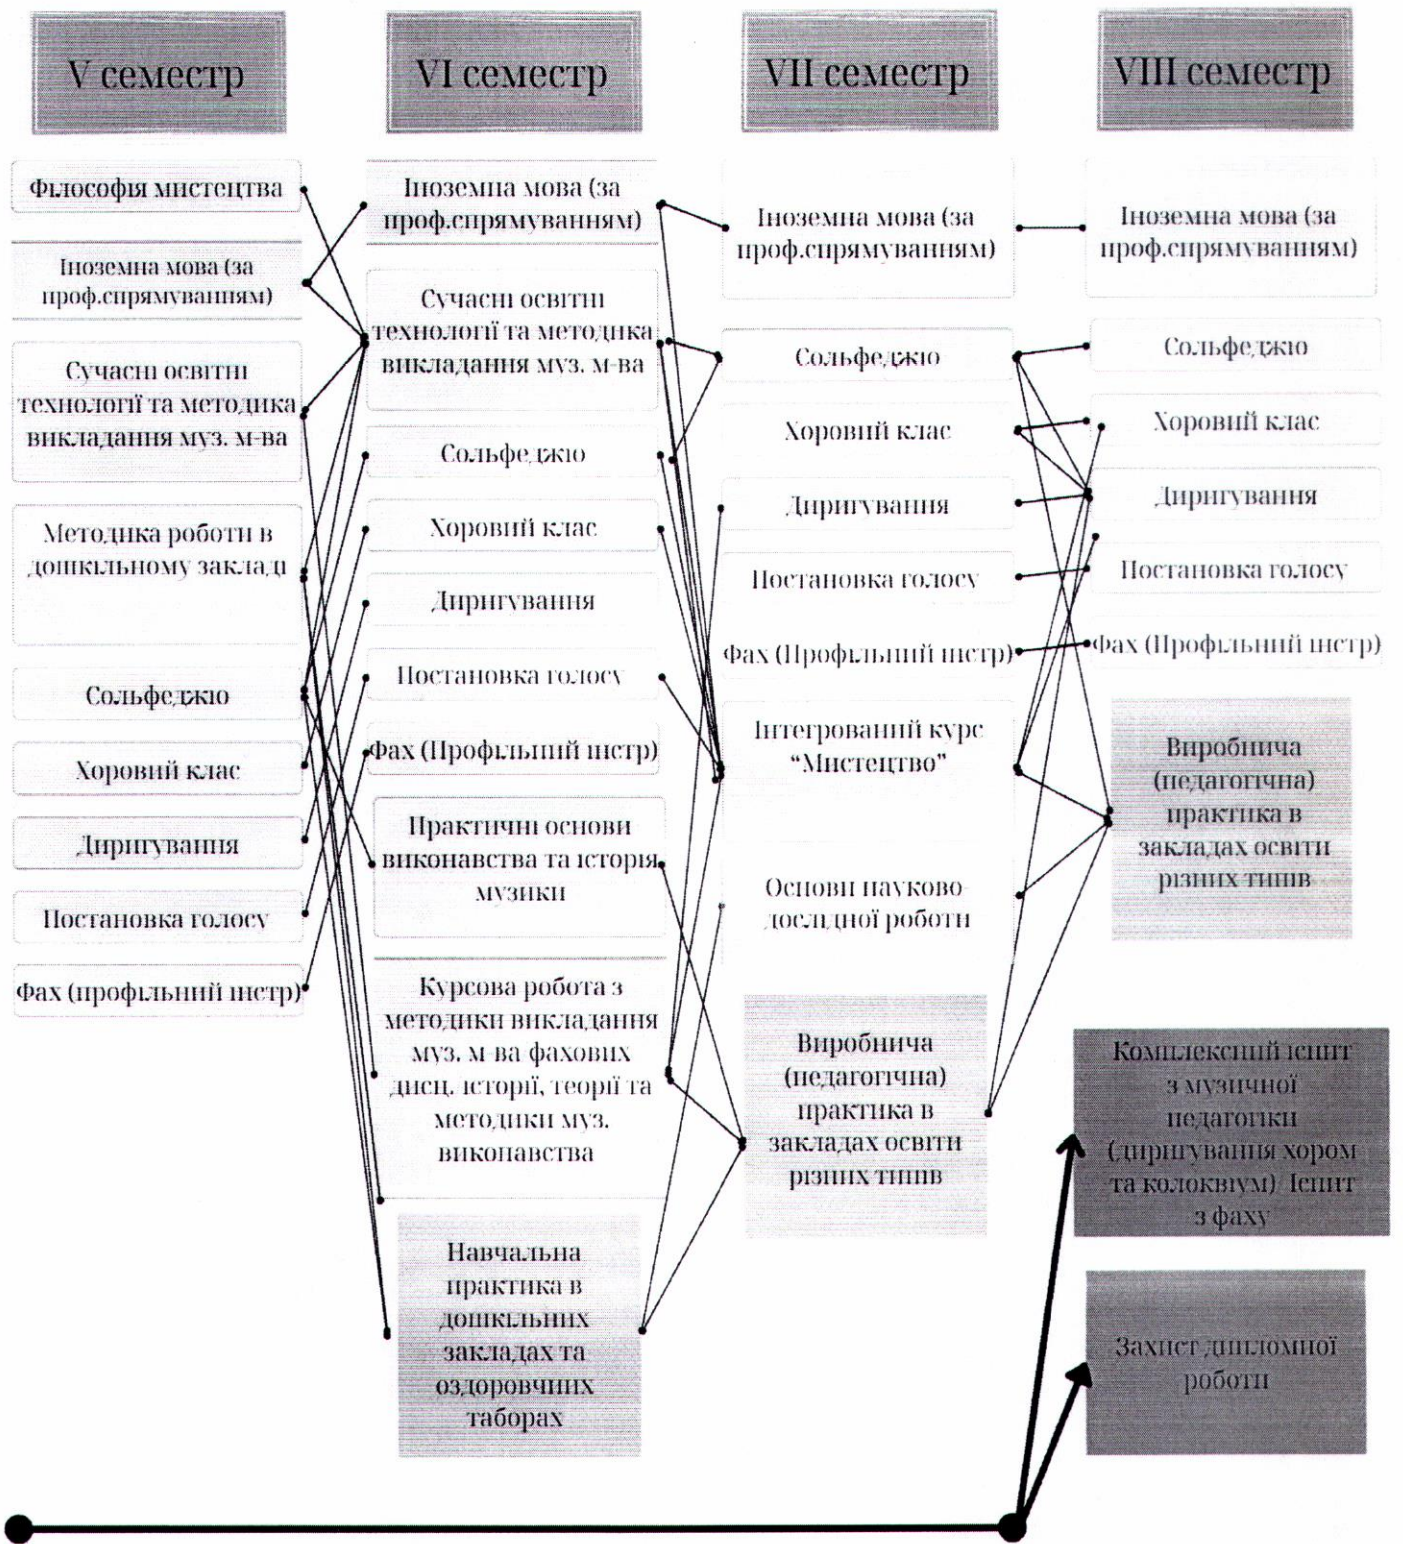 V семестр
Філософія мистецтва
Іноземна мова (за
проф.спрямуванням)
Сучасні освітні
технології та методика
викладання муз. м-ва
Методика роботи в
дошкільному закладі
Сольфеджіо
Хоровий клас
Диригування
Постановка голосу
Фах (профільний інстр)
VI семестр
Іноземна мова (за
проф.спрямуванням)
Сучасні освітні
технології та методика
викладання муз. м-ва
Сольфеджіо
Хоровий клас
Диригування
Постановка голосу
Фах (Профільний інстр)
Практичні основи
виконавства та історія
музики
Курсова робота з
методики викладання
муз. м-ва фахових
дисц. історії, теорії та
методики муз.
виконавства
Навчальна
практика в
дошкільних
закладах та
оздоровчих
таборах
VII семестр
Іноземна мова (за
проф.спрямуванням)
Сольфеджіо
Хоровий клас
Диригування
Постановка голосу
Фах (Профільний інстр)
Інтегрований курс
“Мистецтво”
Основи науково-
дослідної роботи
Виробнича
(педагогічна)
практика в
закладах освіти
різних типів
VIII семестр
Іноземна мова (за
проф.спрямуванням)
Сольфеджіо
Хоровий клас
Диригування
Постановка голосу
Фах (Профільний інстр)
Виробнича
(педагогічна)
практика в
закладах освіти
різних типів
Комплексний іспит
з музичної
педагогіки
(диригування хором
та колоквіум) Іспит
з фаху
Захист дипломної
роботи